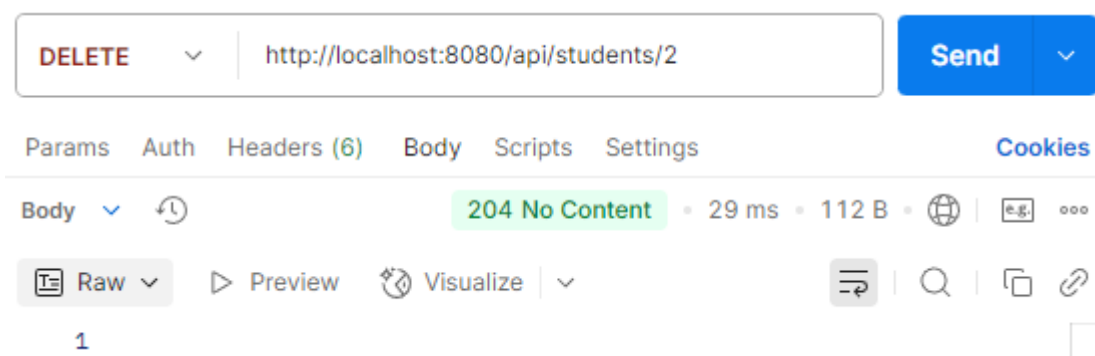 DELETE http://localhost:8080/api/students/2 Send
Params Auth Headers (6) Body Scripts Settings Cookies
Body 204 No Content • 29 ms • 112 B • e.g.
Raw Preview Visualize
1